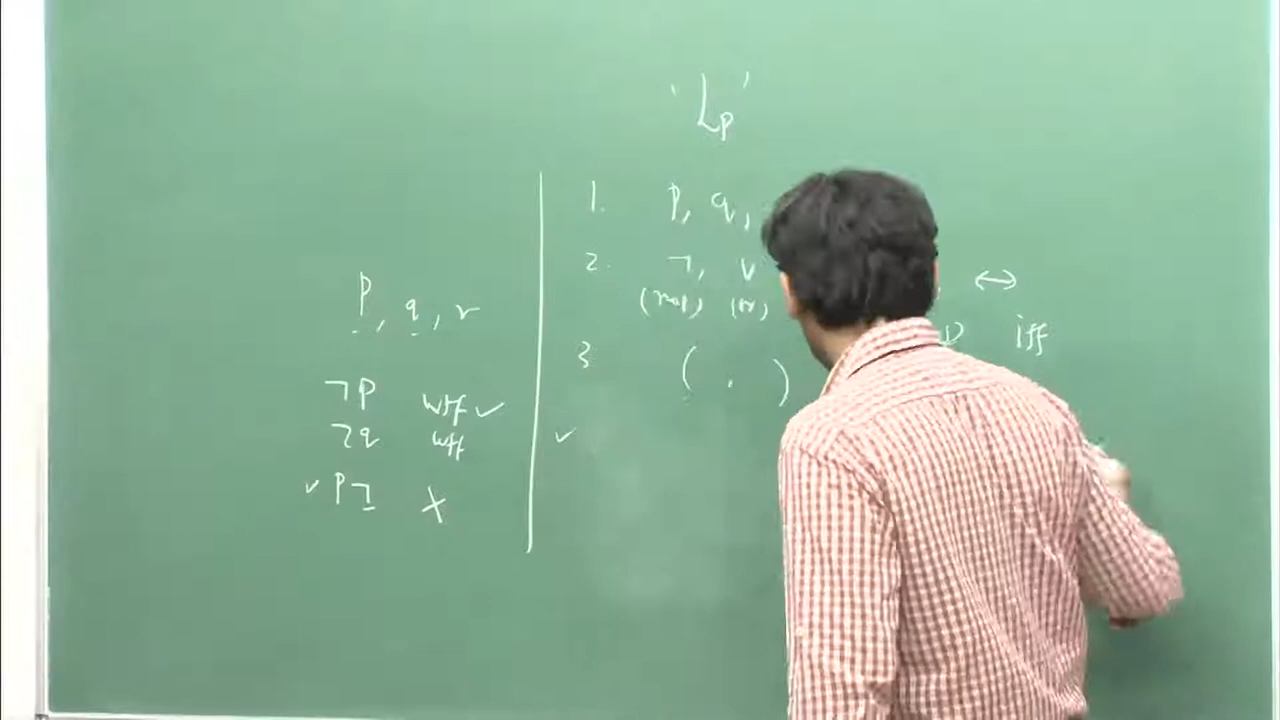 'Lp'
1. p, q,
2. ¬, ∨ ↔
(not) (or) iff
3 ( . )
p, q, r
¬p wff ✓
¬q wff ✓
✓ p¬ X